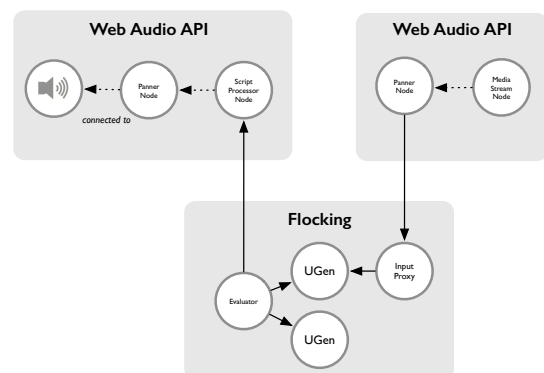 Web Audio API
Panner
Node
Script
Processor
Node
connected to
Web Audio API
Panner
Node
Media
Stream
Node
Flocking
Evaluator
UGen
UGen
Input
Proxy